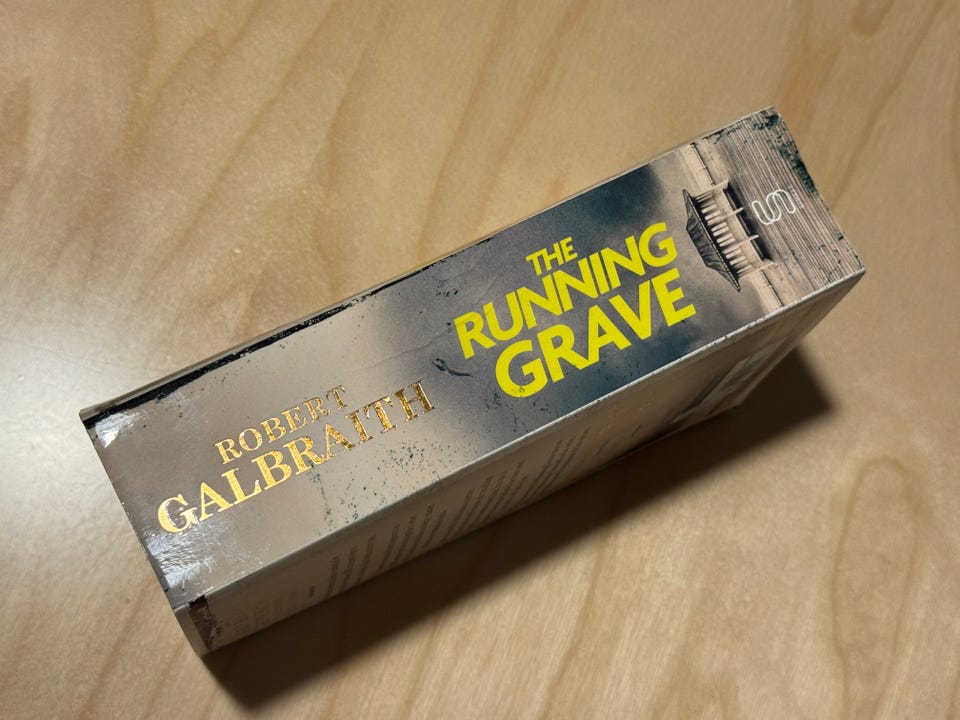 ROBERT
GALBRAITH
THE
RUNNING
GRAVE